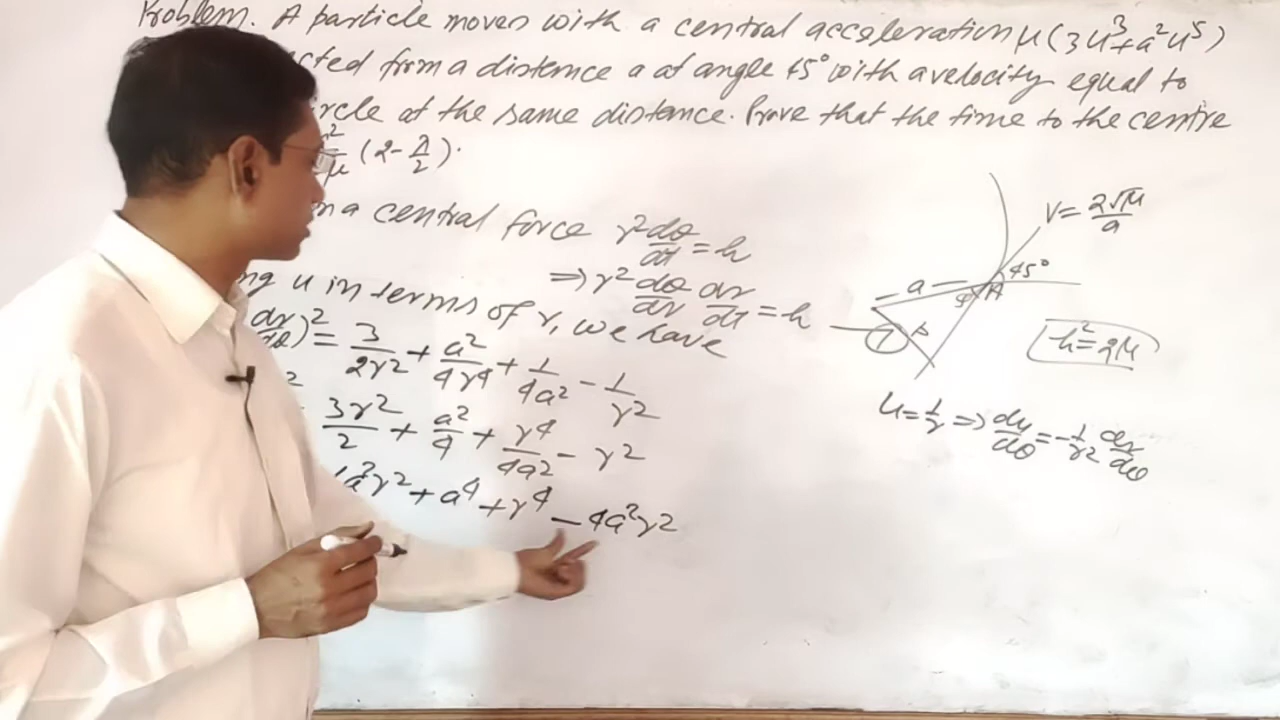 Problem. A particle moves with a central acceleration μ(3u³+a²u⁵)
cted from a distance a at angle 45° with a velocity equal to
rcle at the same distance. Prove that the time to the centre
(2-π/2).
a central force r²dθ/dt = h
⇒ r² dθ/dr dr/dt = h
ng u in terms of r, we have
(dr/dθ)² = 3/2r² + a²/4r⁴ + 1/4a² - 1/r²
3r²/2 + a²/4 + r⁴/4a² - r²
a²r² + a⁴ + r⁴ - 4a²r²
V = 2√μ/a
45°
a
φ
A
P
h² = 2μ
u = 1/r ⇒ du/dθ = -1/r² dr/dθ